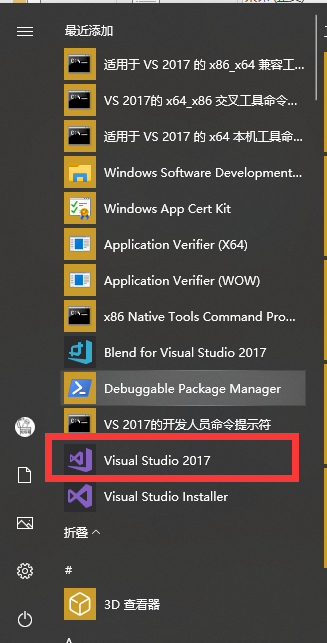 最近添加
适用于 VS 2017 的 x86_x64 兼容工...
VS 2017的 x64_x86 交叉工具命令...
适用于 VS 2017 的 x64 本机工具命...
Windows Software Development...
Windows App Cert Kit
Application Verifier (X64)
Application Verifier (WOW)
x86 Native Tools Command Pro...
Blend for Visual Studio 2017
Debuggable Package Manager
VS 2017的开发人员命令提示符
Visual Studio 2017
Visual Studio Installer
折叠
#
3D 查看器